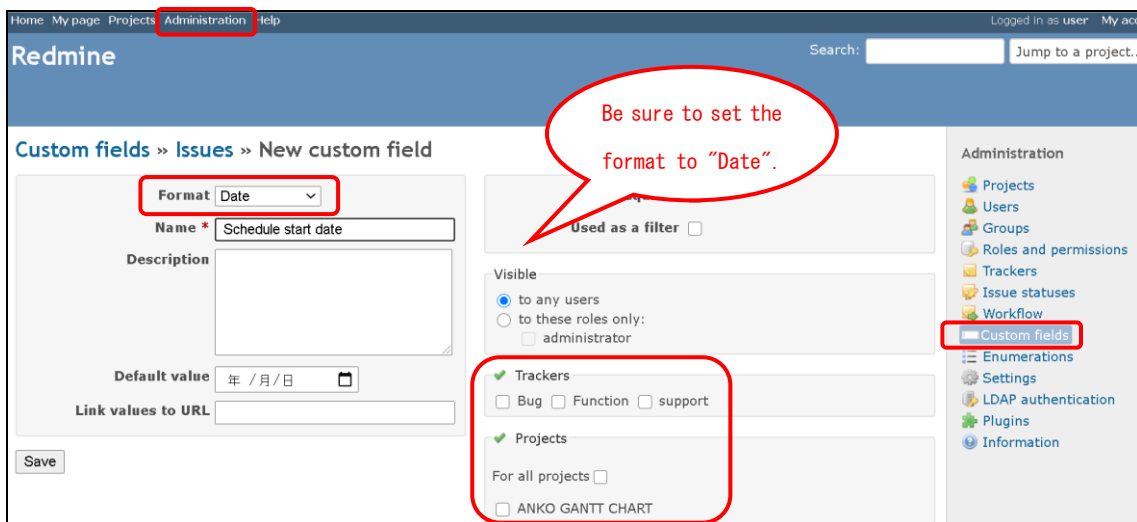 Home My page Projects Administration Help
Logged in as user My acc
Redmine
Search:
Jump to a project..
Be sure to set the
format to "Date".
Custom fields » Issues » New custom field
Format Date
Name * Schedule start date
Description
Default value 年 /月/日
Link values to URL
Save
Used as a filter
Visible
to any users
to these roles only:
administrator
Trackers
Bug Function support
Projects
For all projects
ANKO GANTT CHART
Administration
Projects
Users
Groups
Roles and permissions
Trackers
Issue statuses
Workflow
Custom fields
Enumerations
Settings
LDAP authentication
Plugins
Information